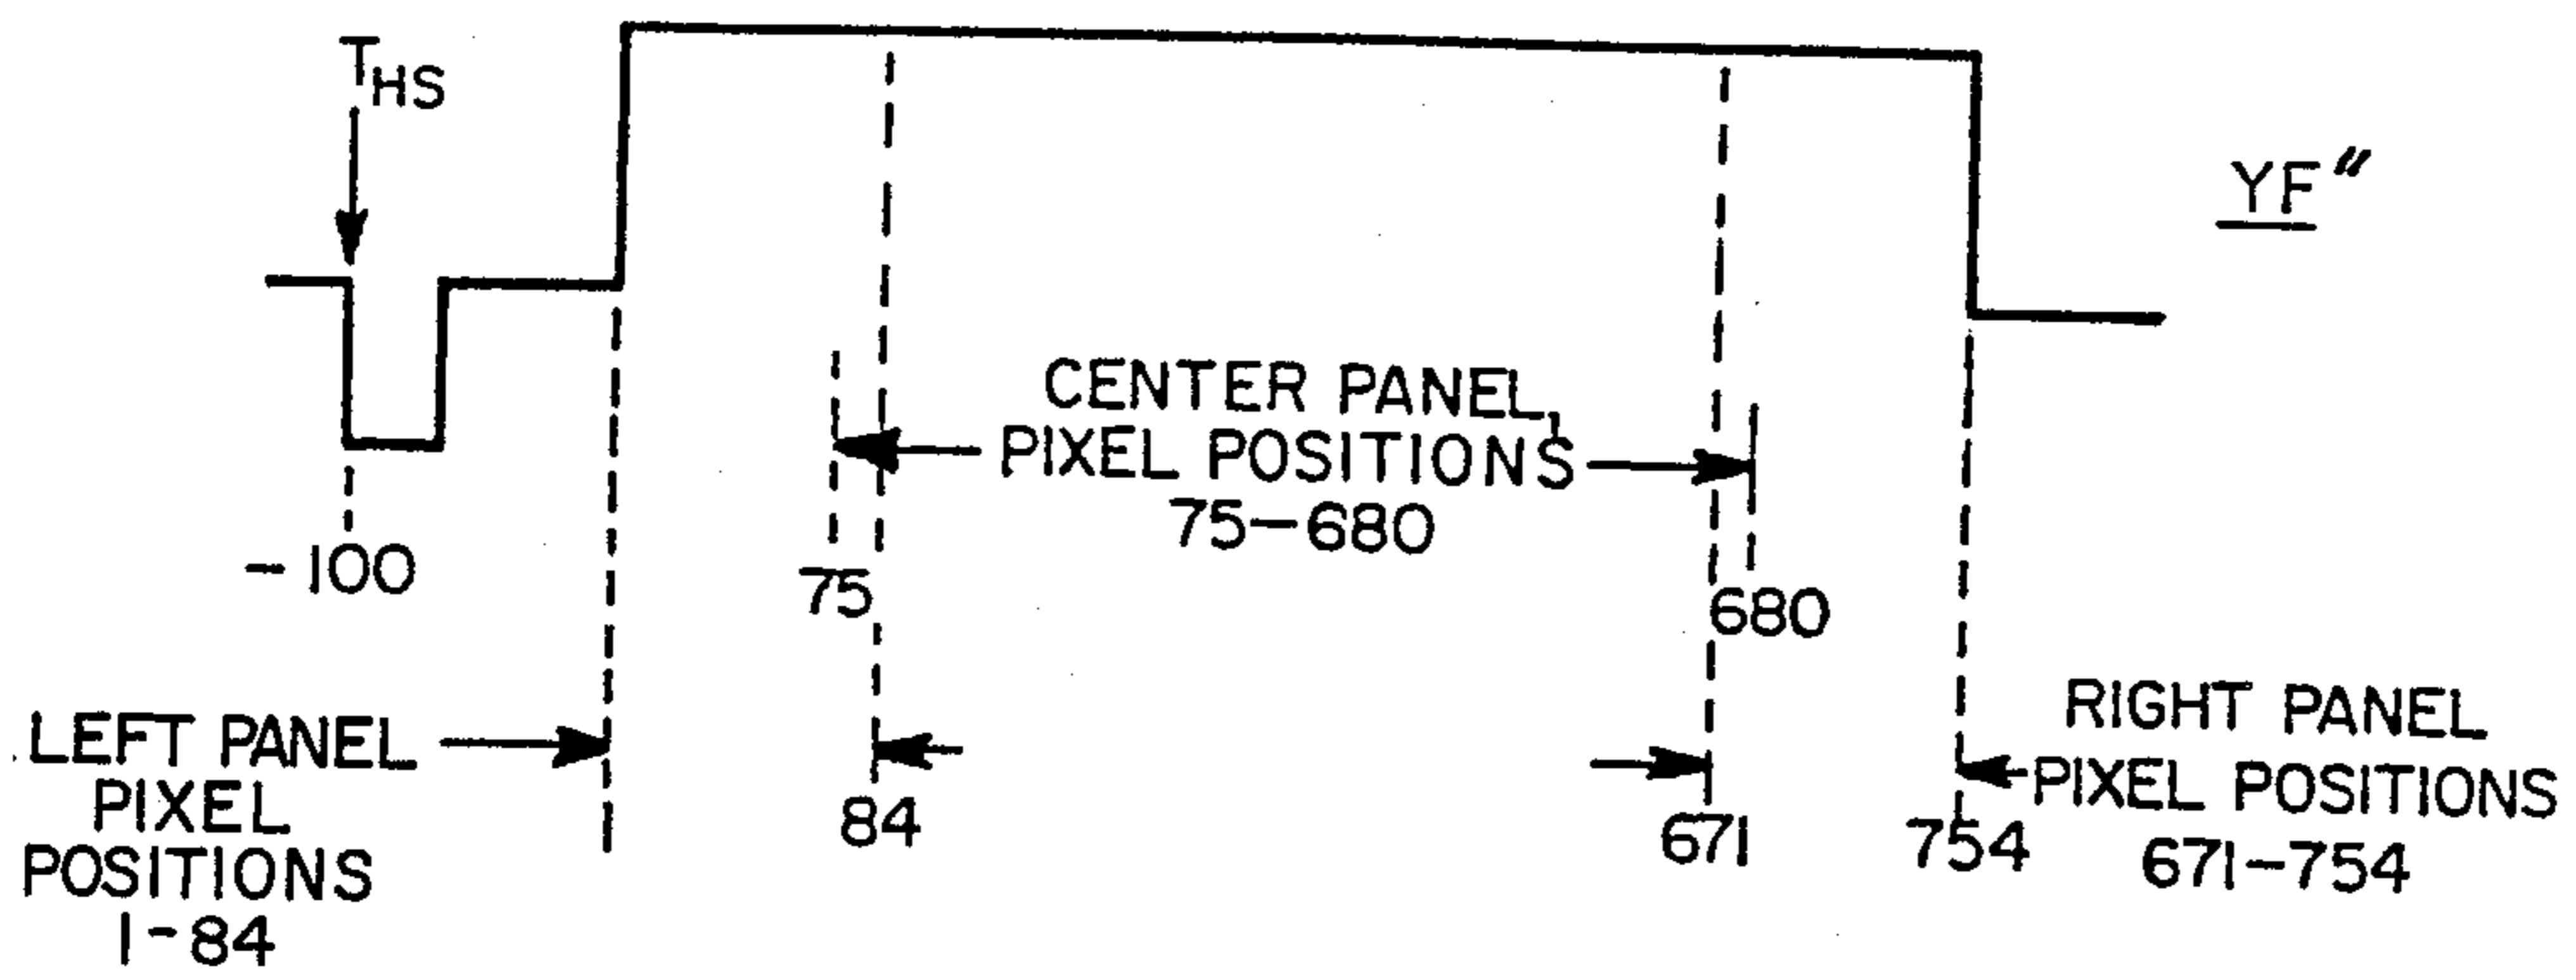 THS
YF"
CENTER PANEL,
PIXEL POSITIONS
75-680
-100
75
680
LEFT PANEL
PIXEL
POSITIONS
1-84
84
671
754
RIGHT PANEL
PIXEL POSITIONS
671-754